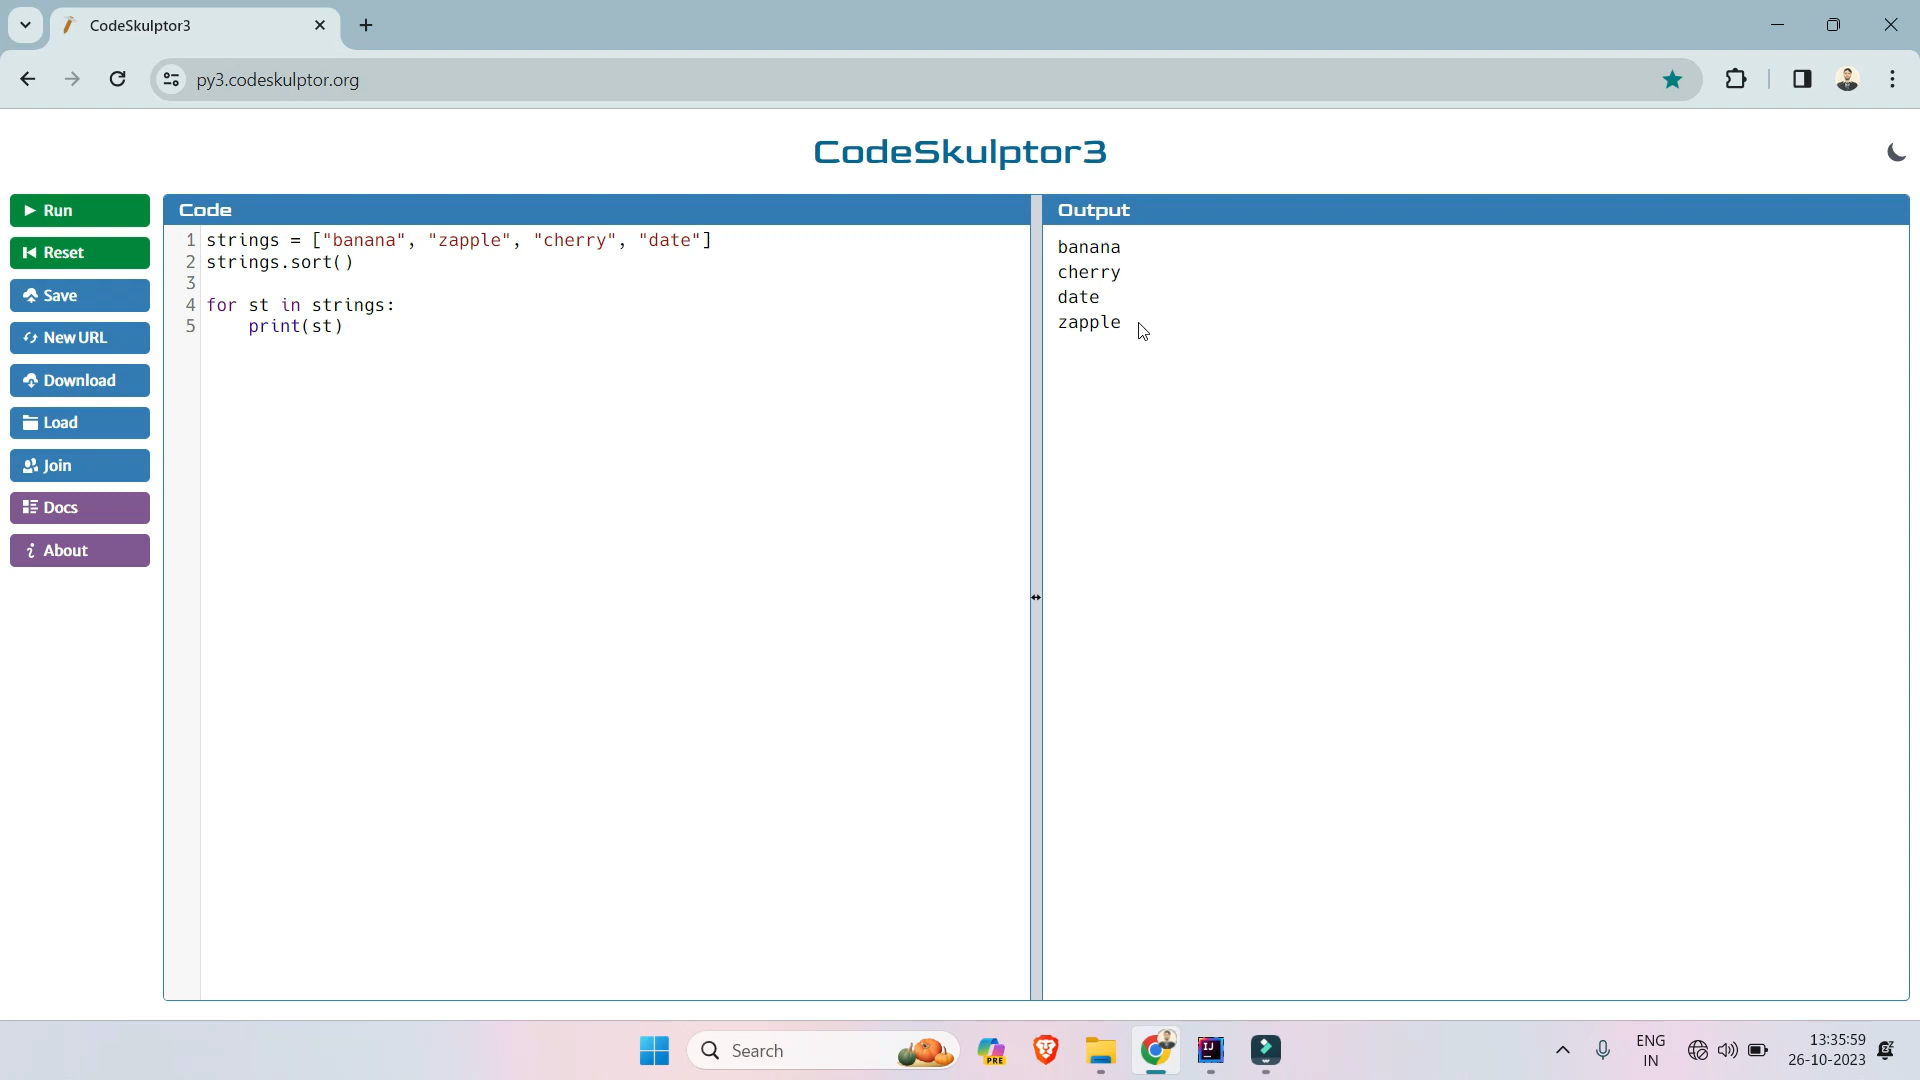 CodeSkulptor3
py3.codeskulptor.org
CodeSkulptor3
Run
Reset
Save
New URL
Download
Load
Join
Docs
About
Code
1 strings = ["banana", "zapple", "cherry", "date"]
2 strings.sort()
3
4 for st in strings:
5     print(st)
Output
banana
cherry
date
zapple
Search
PRE
IJ
ENG
IN
13:35:59
26-10-2023